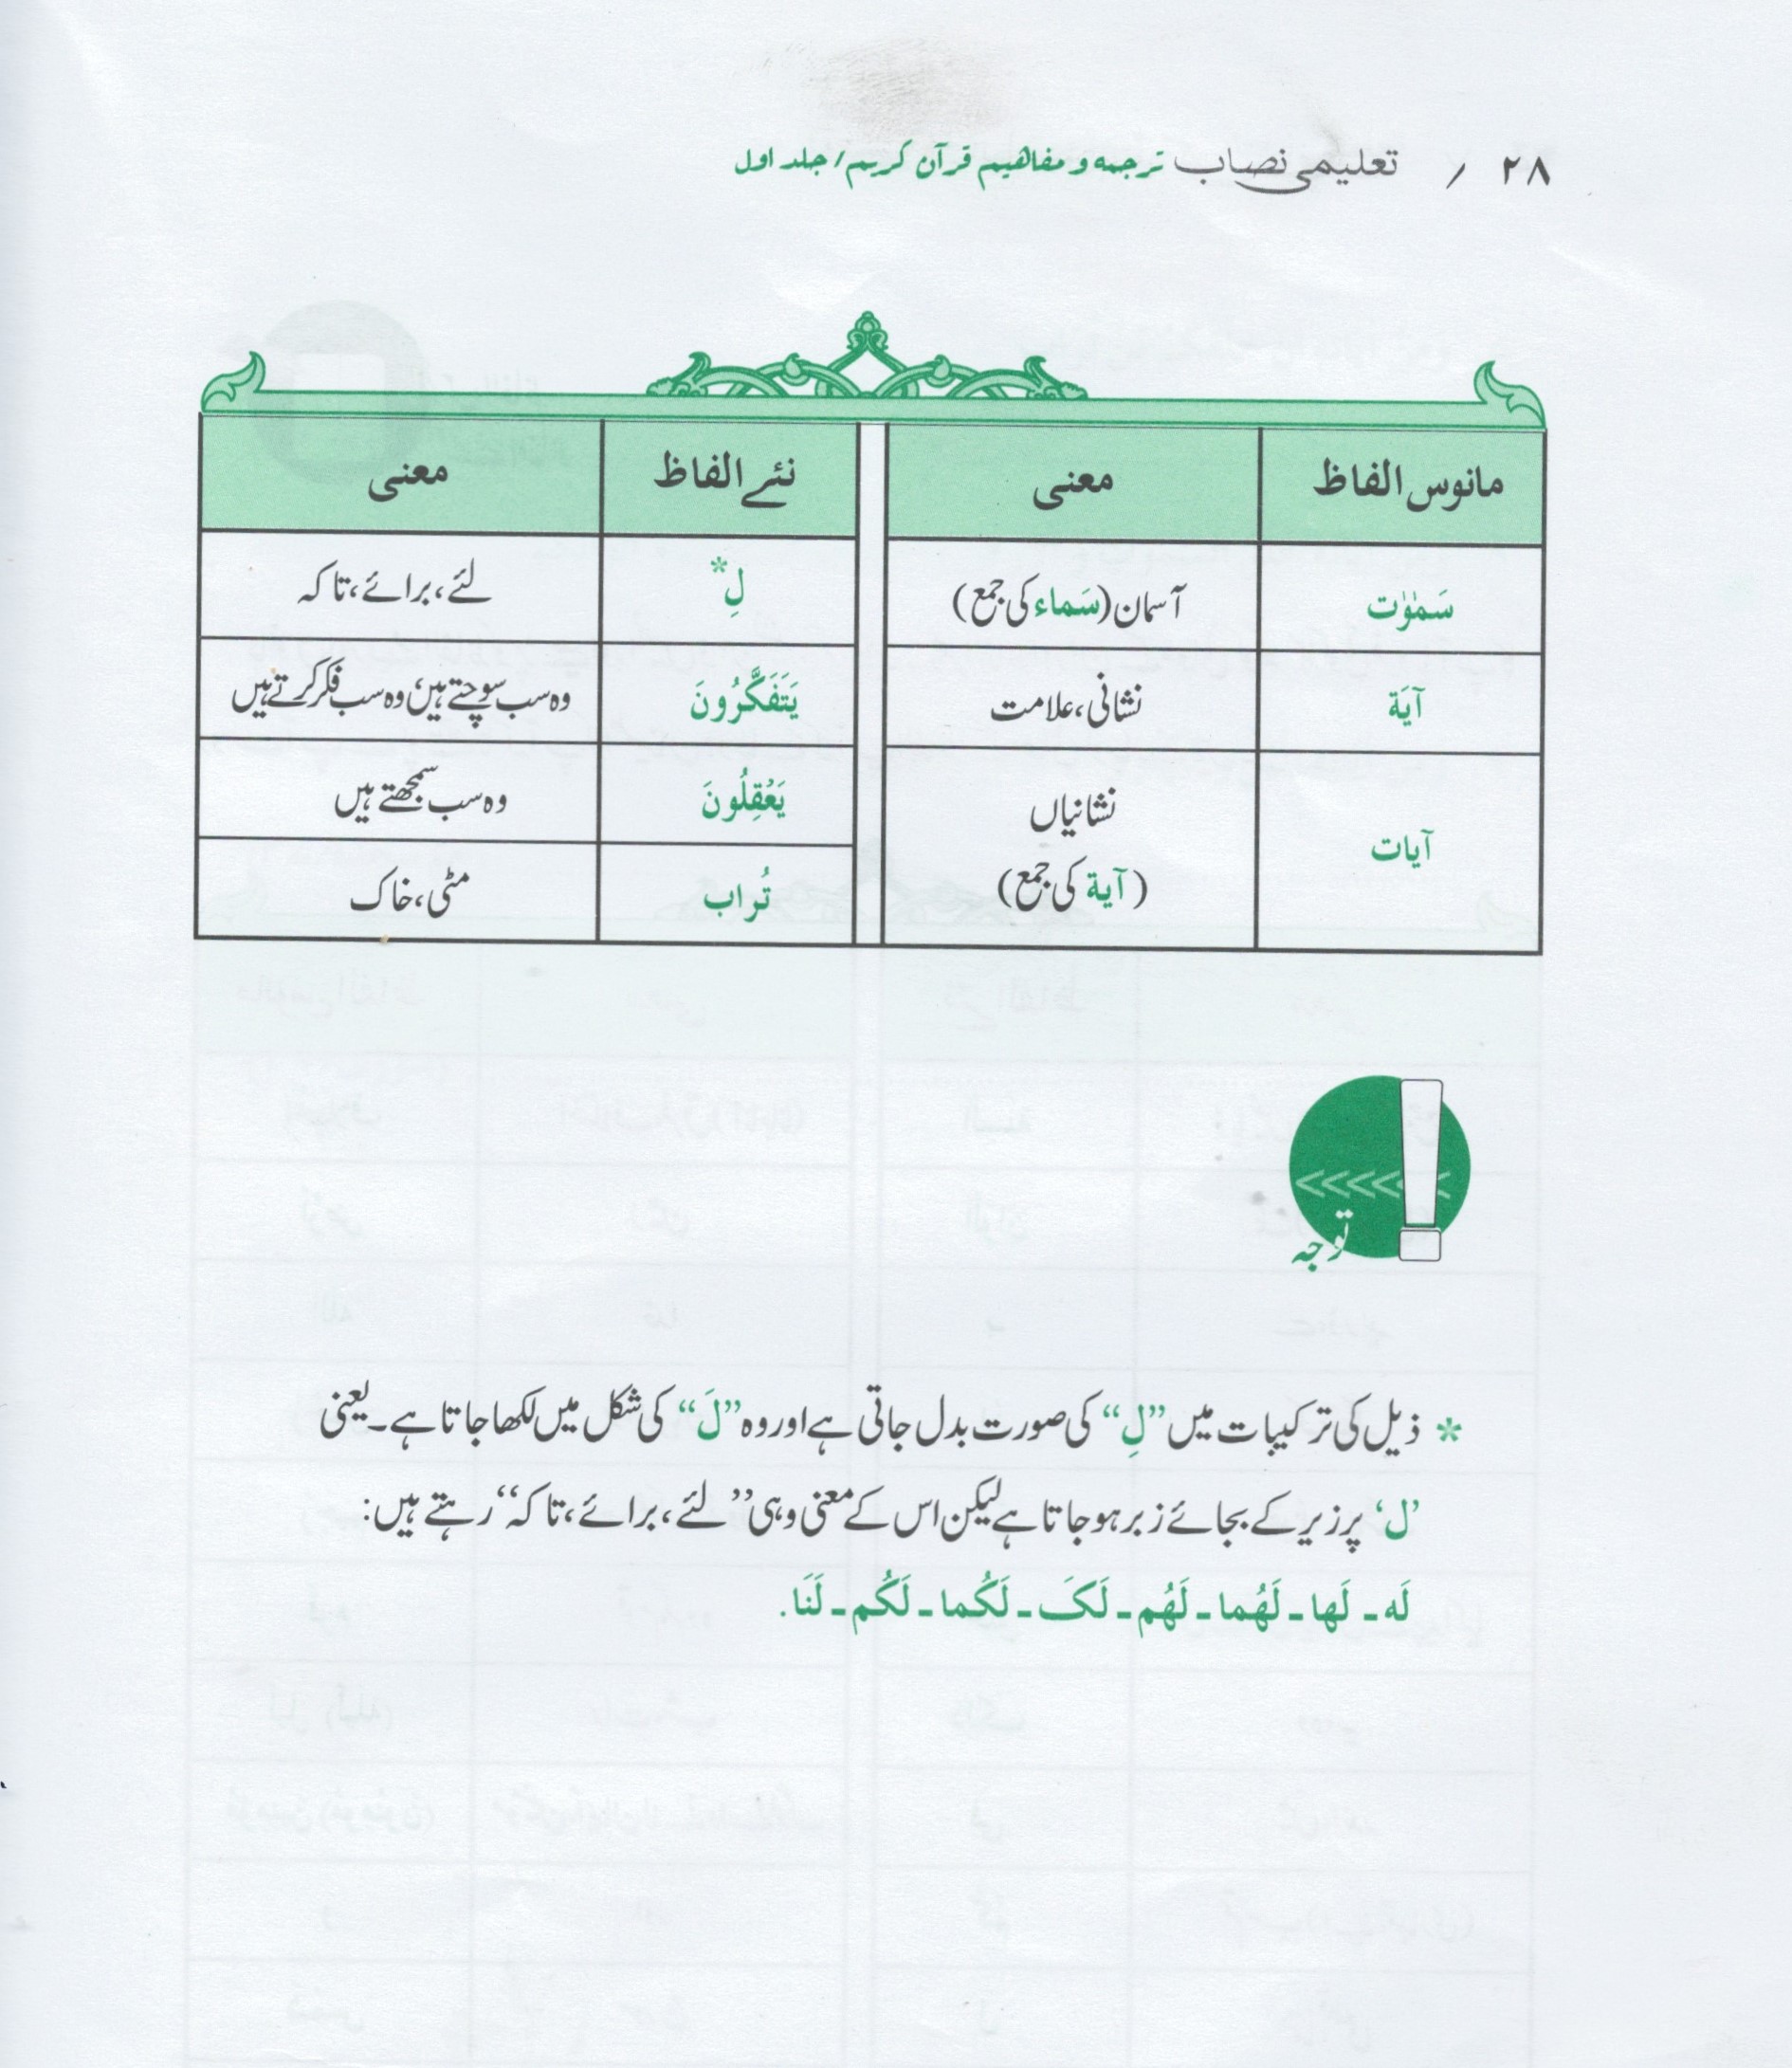 ۲۸ / تعلیمی نصاب ترجمه و مفاهیم قرآن کریم / جلد اول
مانوس الفاظ معنی نئے الفاظ معنی
سَمٰوٰت آسمان (سَماء کی جمع) لِ* لئے، برائے، تاکہ
آیَة نشانی، علامت یَتَفَکَّرُونَ وہ سب سوچتے ہیں، وہ سب فکر کرتے ہیں
آیات نشانیاں یَعْقِلُونَ وہ سب سمجھتے ہیں
(آیة کی جمع) تُراب مٹی، خاک
توجہ
* ذیل کی ترکیبات میں ”لِ“ کی صورت بدل جاتی ہے اور وہ ”لَ“ کی شکل میں لکھا جاتا ہے۔ یعنی
’ل‘ پر زیر کے بجائے زبر ہو جاتا ہے لیکن اس کے معنی وہی ”لئے، برائے، تاکہ“ رہتے ہیں:
لَه ـ لَها ـ لَهُما ـ لَهُم ـ لَکَ ـ لَکُما ـ لَکُم ـ لَنَا.